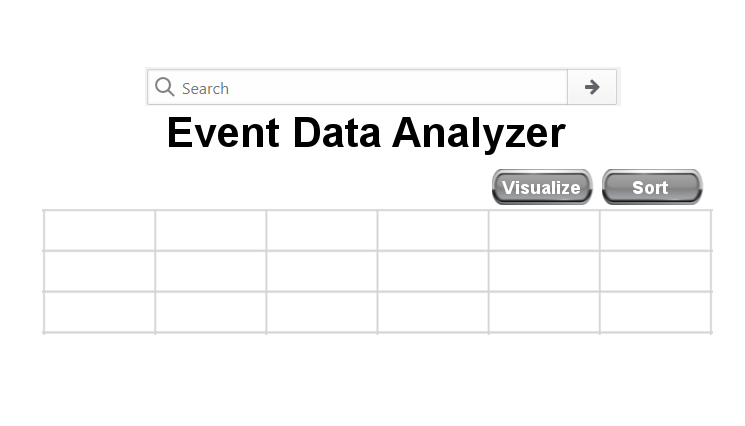 Search
Event Data Analyzer
Visualize Sort